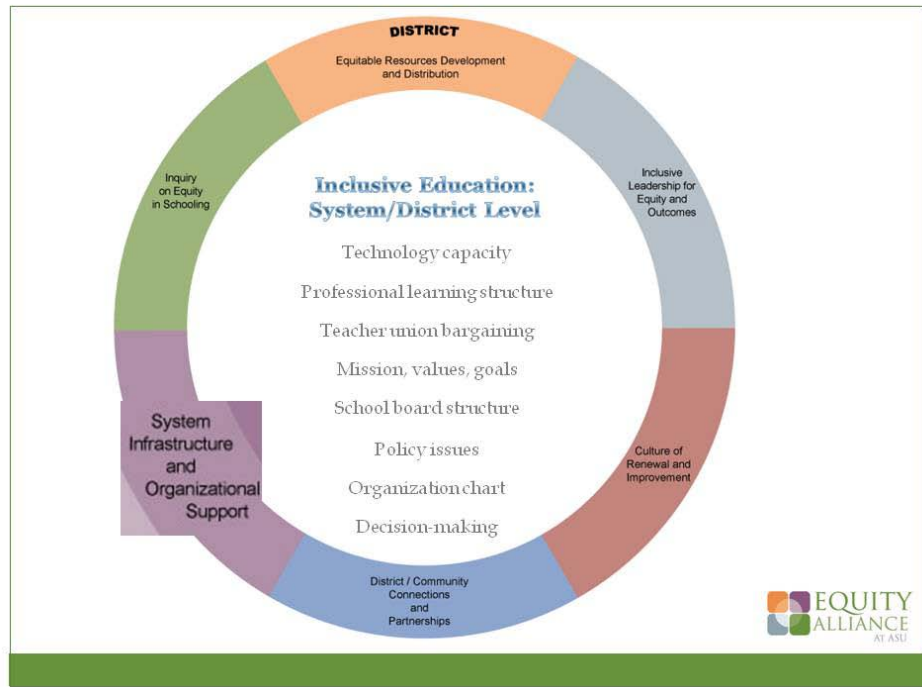 DISTRICT
Equitable Resources Development
and Distribution
Inquiry
on Equity
in Schooling
Inclusive
Leadership for
Equity and
Outcomes
Inclusive Education:
System/District Level
Technology capacity
Professional learning structure
Teacher union bargaining
Mission, values, goals
School board structure
Policy issues
Organization chart
Decision-making
System
Infrastructure
and
Organizational
Support
Culture of
Renewal and
Improvement
District / Community
Connections
and
Partnerships
EQUITY
ALLIANCE
AT ASU